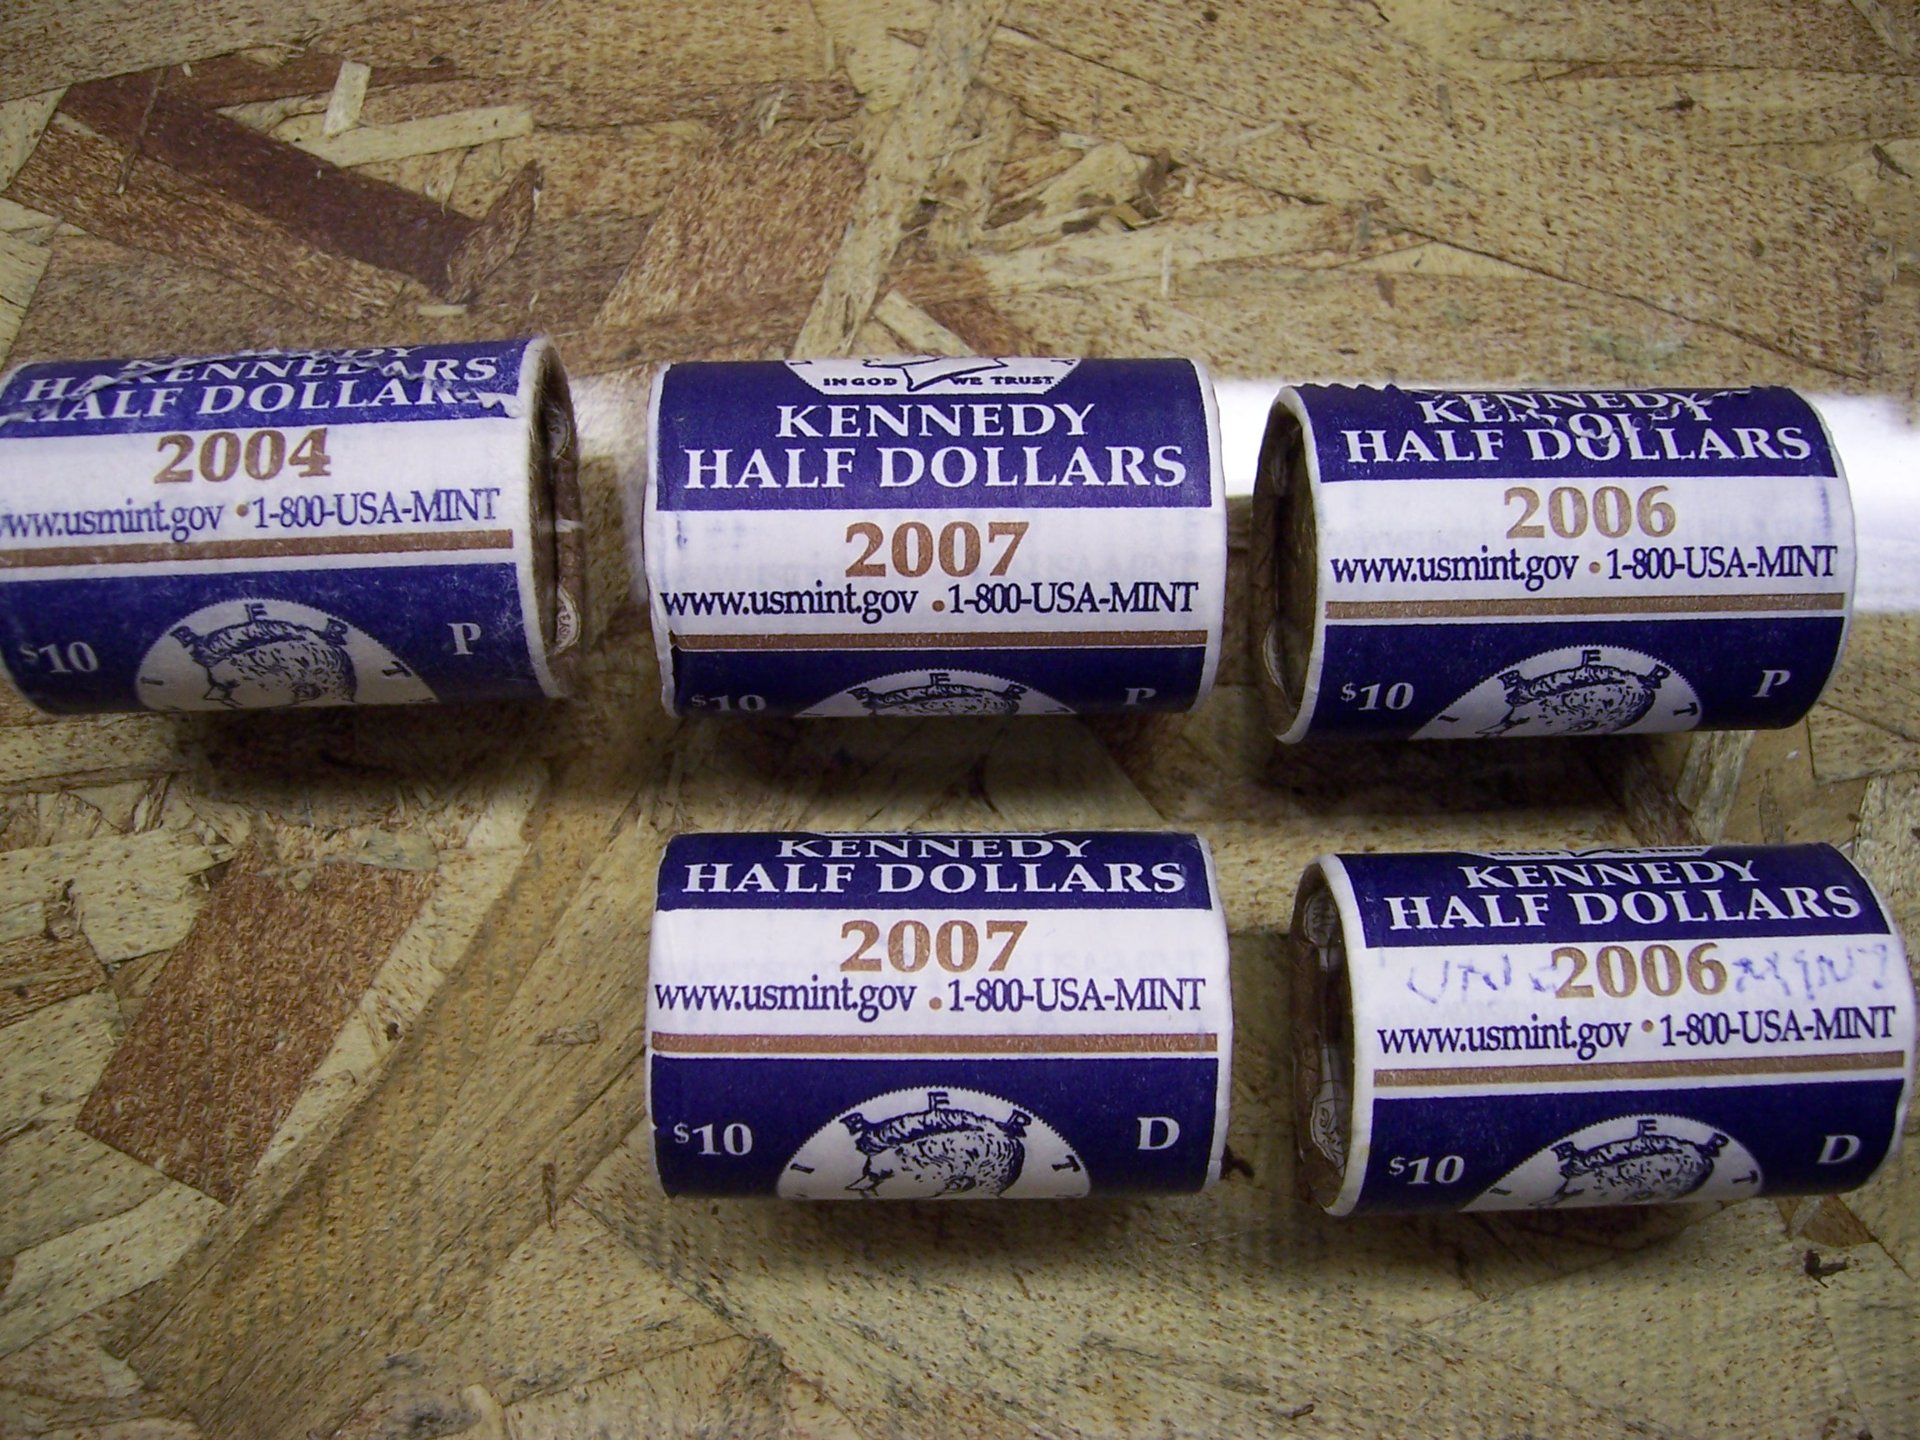 KENNEDY
HALF DOLLARS
2004
www.usmint.gov • 1-800-USA-MINT
$10
LIBERT
P
IN GOD WE TRUST
KENNEDY
HALF DOLLARS
2007
www.usmint.gov • 1-800-USA-MINT
$10
P
KENNEDY
HALF DOLLARS
2006
www.usmint.gov • 1-800-USA-MINT
$10
P
KENNEDY
HALF DOLLARS
2007
www.usmint.gov • 1-800-USA-MINT
$10
D
KENNEDY
HALF DOLLARS
2006
www.usmint.gov • 1-800-USA-MINT
$10
D